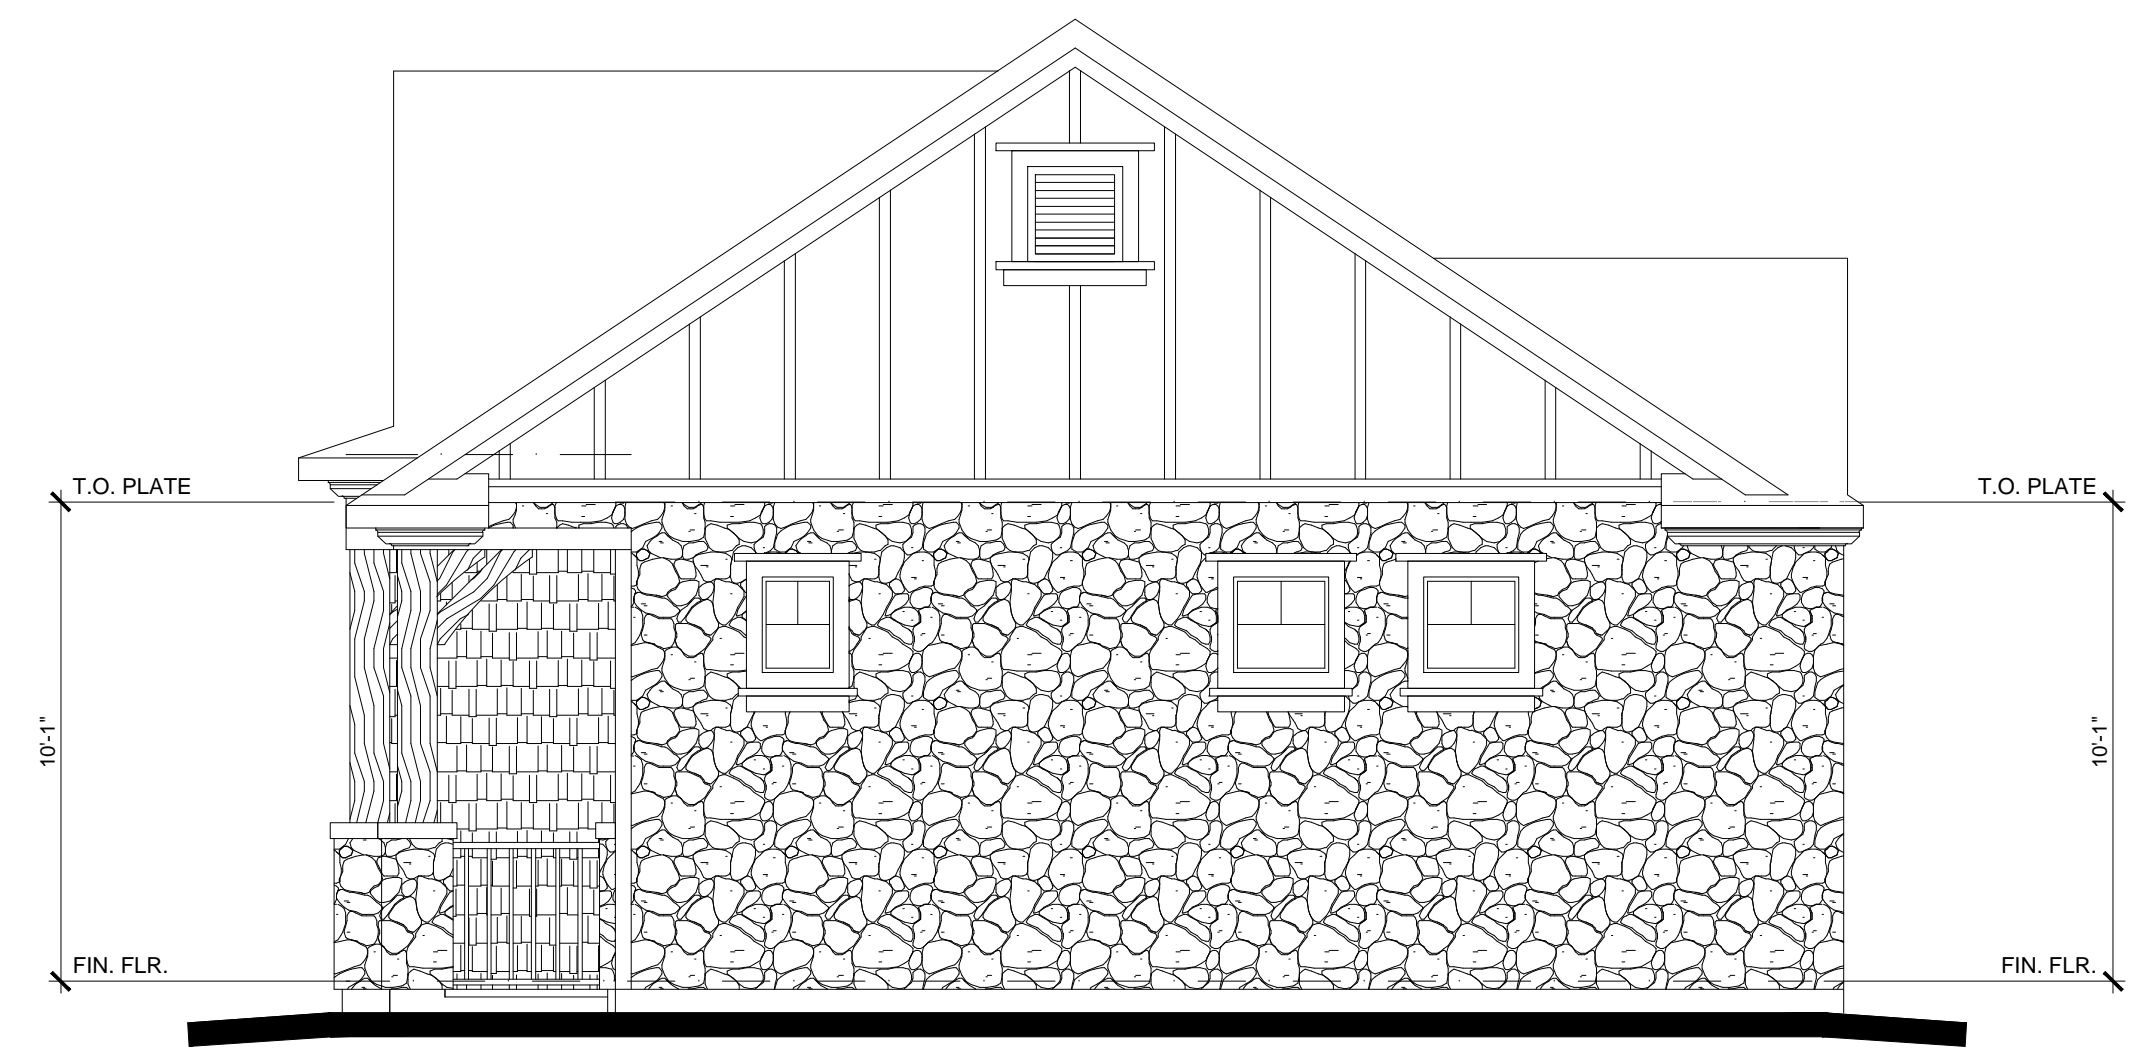 T.O. PLATE
T.O. PLATE
10'-1"
10'-1"
FIN. FLR.
FIN. FLR.